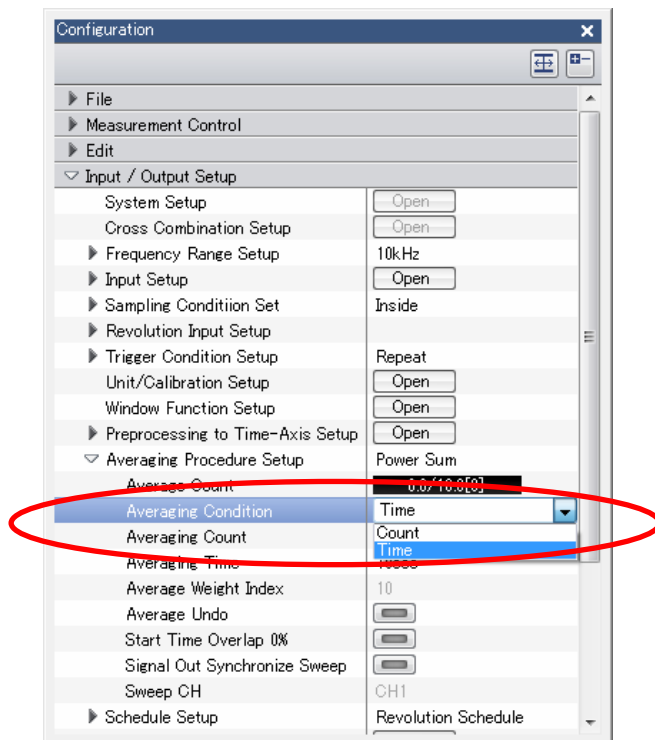 Configuration
File
Measurement Control
Edit
Input / Output Setup
System Setup Open
Cross Combination Setup Open
Frequency Range Setup 10kHz
Input Setup Open
Sampling Conditiion Set Inside
Revolution Input Setup
Trigger Condition Setup Repeat
Unit/Calibration Setup Open
Window Function Setup Open
Preprocessing to Time-Axis Setup Open
Averaging Procedure Setup Power Sum
Average Count
Averaging Condition Time
Averaging Count Count
Time
Averaging Time
Average Weight Index 10
Average Undo
Start Time Overlap 0%
Signal Out Synchronize Sweep
Sweep CH CH1
Schedule Setup Revolution Schedule